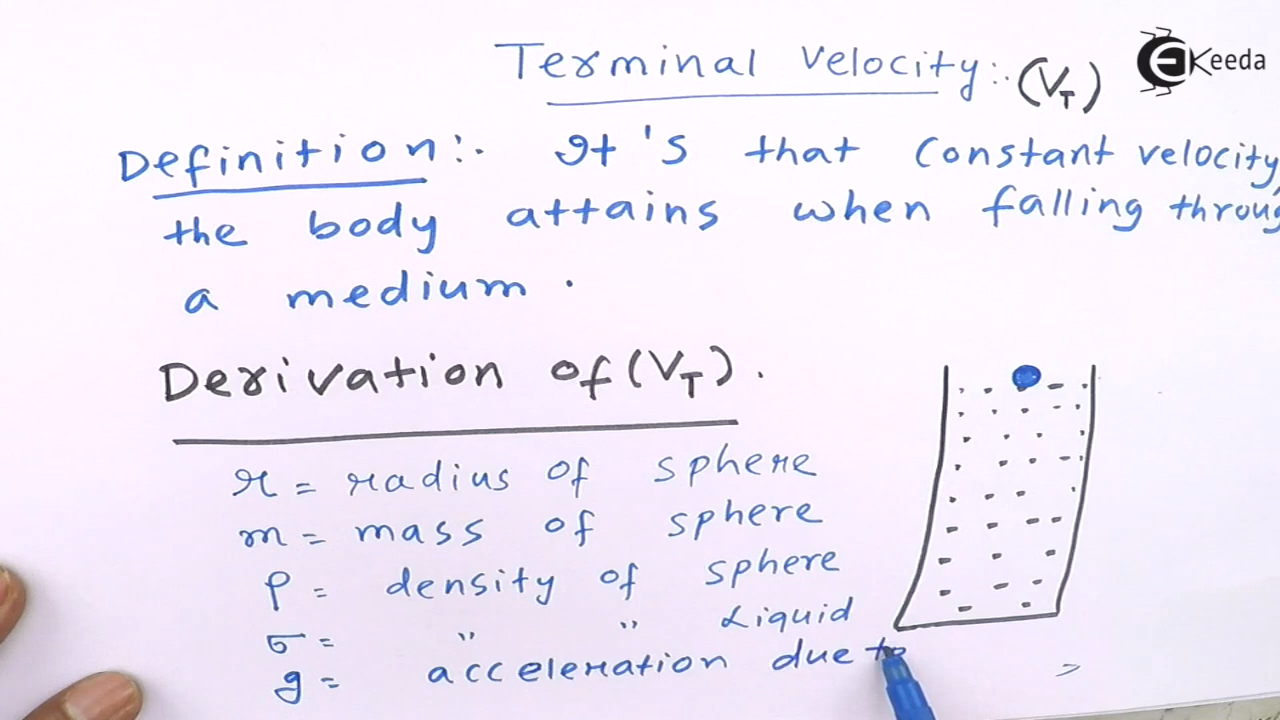 Terminal Velocity:. (VT)
EKeeda
Definition:. It's that constant velocity,
the body attains when falling throug
a medium.
Derivation of (VT).
r = radius of sphere
m = mass of sphere
ρ = density of sphere
σ = " " Liquid
g = acceleration due to